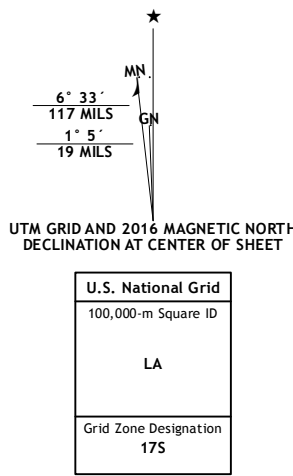 ★
MN
6° 33´
117 MILS
GN
1° 5´
19 MILS
UTM GRID AND 2016 MAGNETIC NORTH
DECLINATION AT CENTER OF SHEET
U.S. National Grid
100,000-m Square ID
LA
Grid Zone Designation
17S